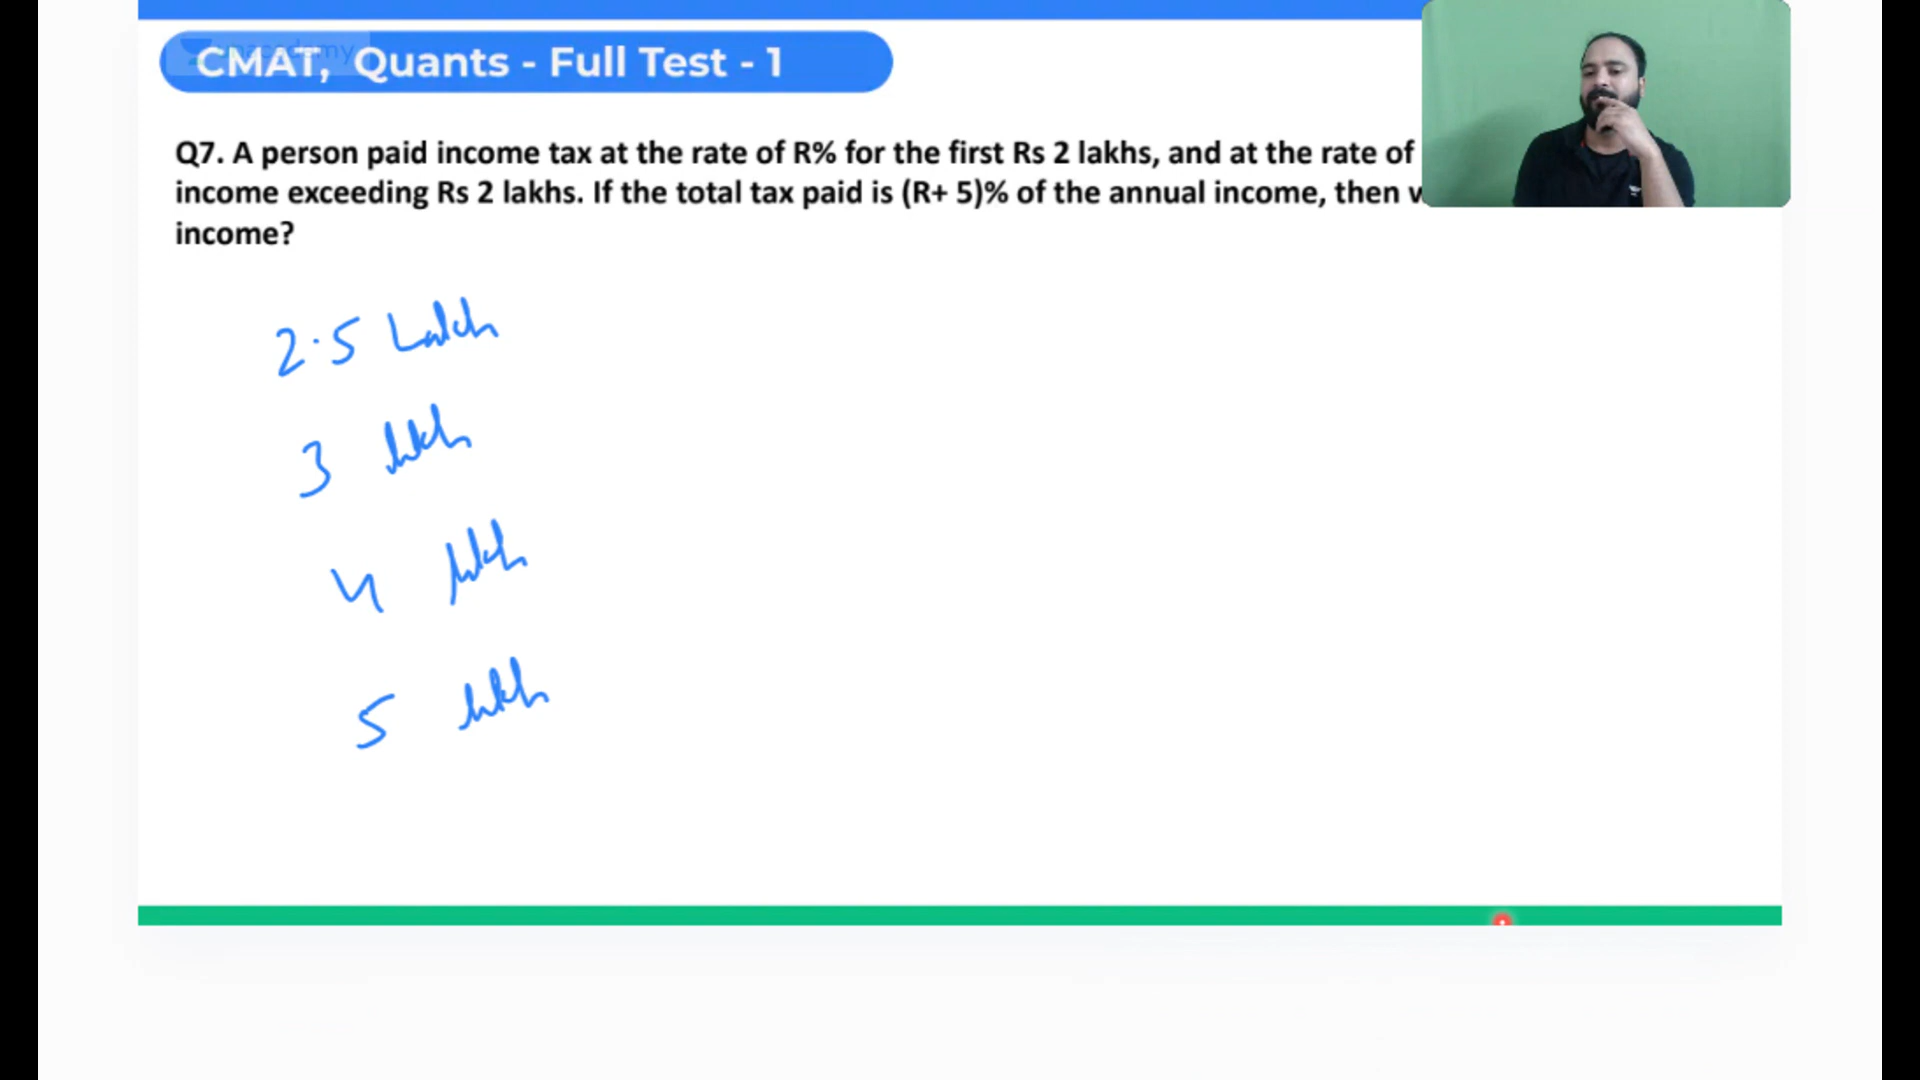 CMAT, Quants - Full Test - 1
Q7. A person paid income tax at the rate of R% for the first Rs 2 lakhs, and at the rate of
income exceeding Rs 2 lakhs. If the total tax paid is (R+ 5)% of the annual income, then
income?
2.5 Lakh
3 lakh
4 lakh
5 lakh